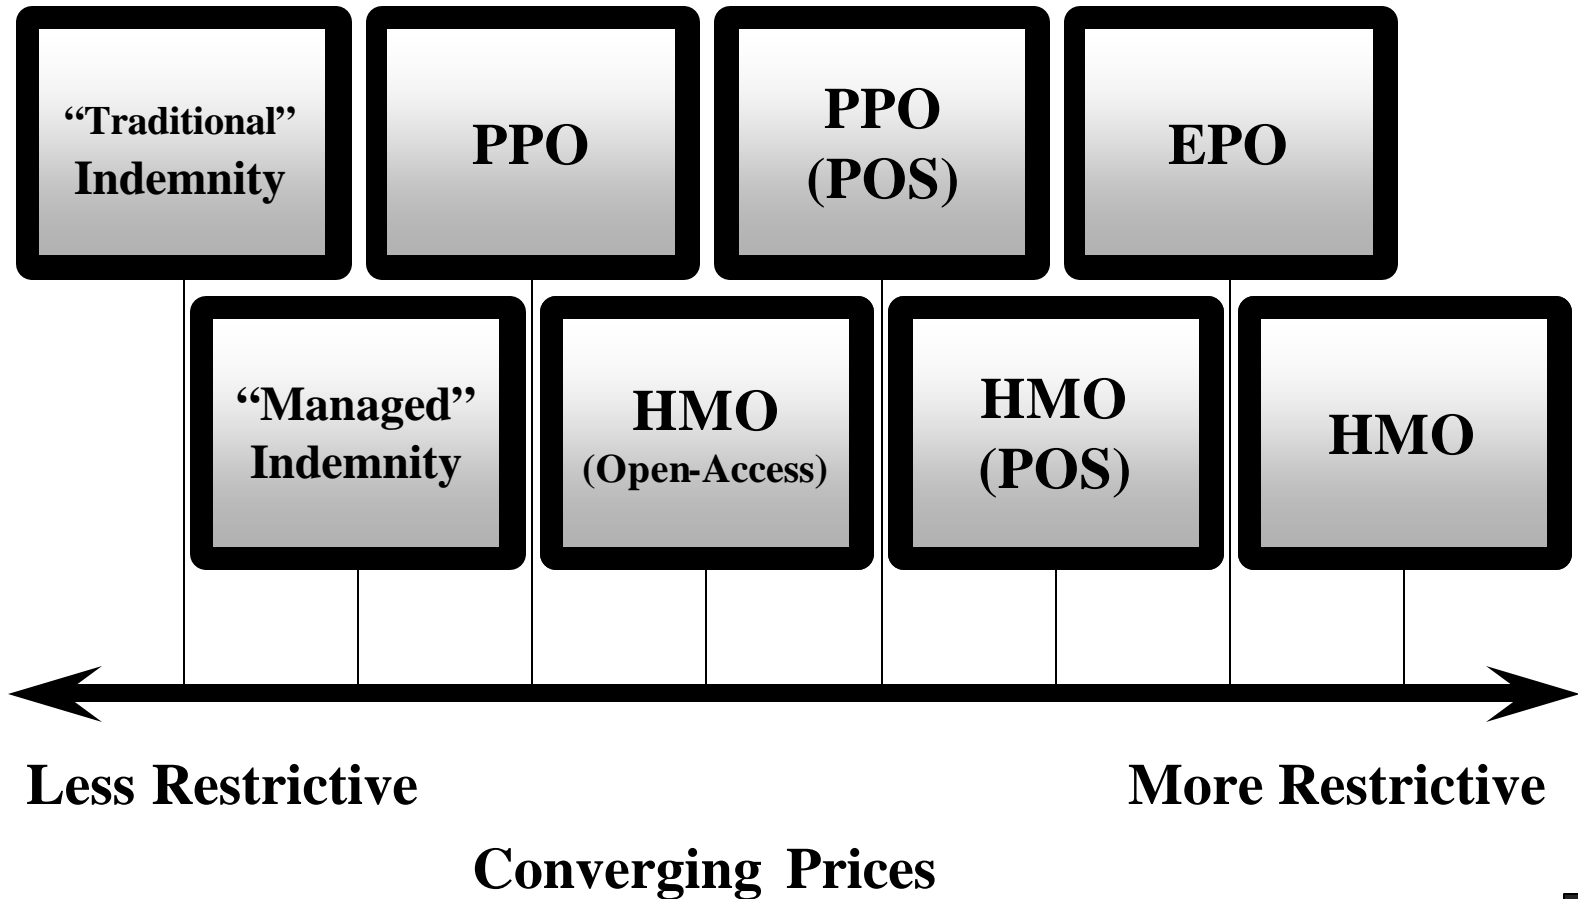 “Traditional”
Indemnity
PPO
PPO
(POS)
EPO
“Managed”
Indemnity
HMO
(Open-Access)
HMO
(POS)
HMO
Less Restrictive
More Restrictive
Converging Prices